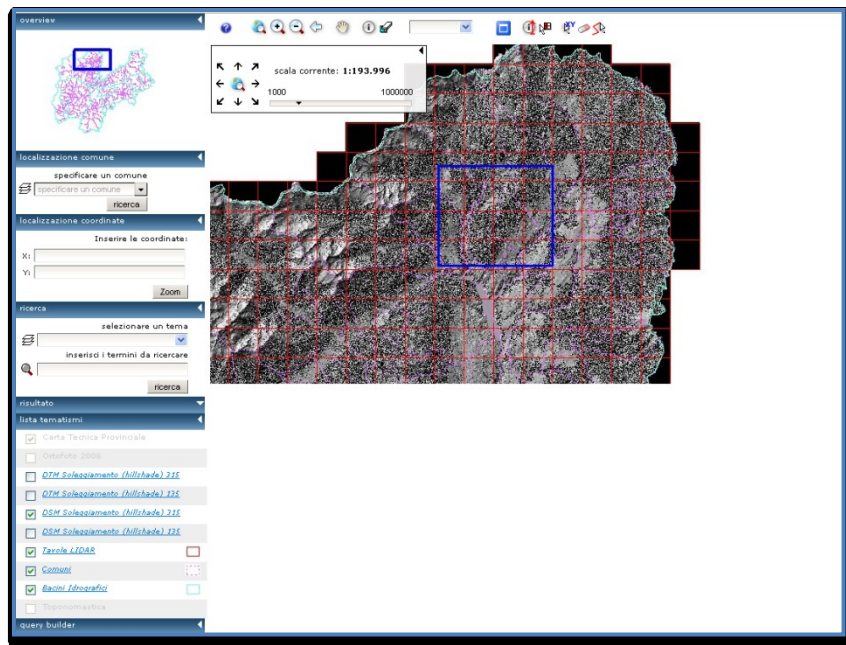 overview
scala corrente: 1:193.996
1000 1000000
localizzazione comune
specificare un comune
specificare un comune
ricerca
localizzazione coordinate
Inserire le coordinate:
X:
Y:
Zoom
ricerca
selezionare un tema
inserisci i termini da ricercare
ricerca
risultato
lista tematismi
Carta Tecnica Provinciale
Ortofoto 2006
DTM Soleggiamento (hillshade) 315
DTM Soleggiamento (hillshade) 135
DSM Soleggiamento (hillshade) 315
DSM Soleggiamento (hillshade) 135
Tavole LIDAR
Comuni
Bacini Idrografici
Toponomastica
query builder